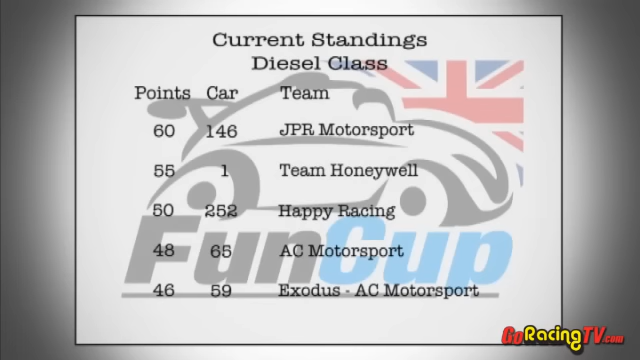 Current Standings
Diesel Class
Points Car Team
60 146 JPR Motorsport
55 1 Team Honeywell
50 252 Happy Racing
48 65 AC Motorsport
46 59 Exodus - AC Motorsport
FunCup
GoRacingTV.com